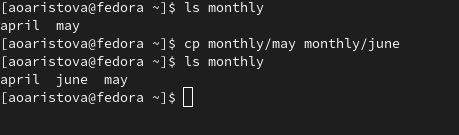 [aoaristova@fedora ~]$ ls monthly
april  may
[aoaristova@fedora ~]$ cp monthly/may monthly/june
[aoaristova@fedora ~]$ ls monthly
april  june  may
[aoaristova@fedora ~]$